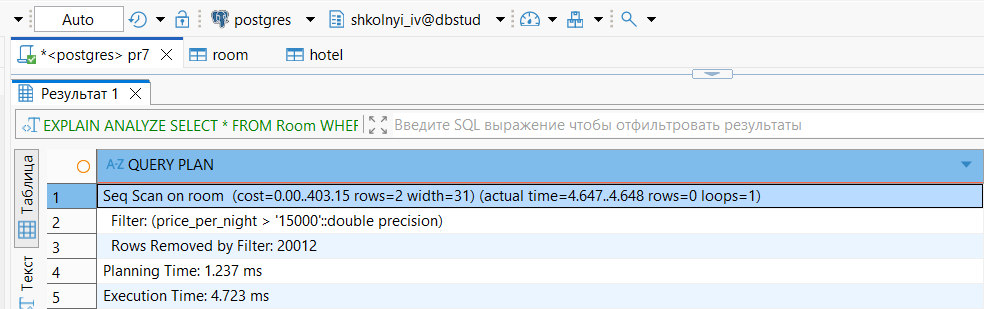 Auto postgres shkolnyi_iv@dbstud
*<postgres> pr7 room hotel
Результат 1
EXPLAIN ANALYZE SELECT * FROM Room WHER Введите SQL выражение чтобы отфильтровать результаты
Таблица
Текст
A-Z QUERY PLAN
1 Seq Scan on room (cost=0.00..403.15 rows=2 width=31) (actual time=4.647..4.648 rows=0 loops=1)
2 Filter: (price_per_night > '15000'::double precision)
3 Rows Removed by Filter: 20012
4 Planning Time: 1.237 ms
5 Execution Time: 4.723 ms